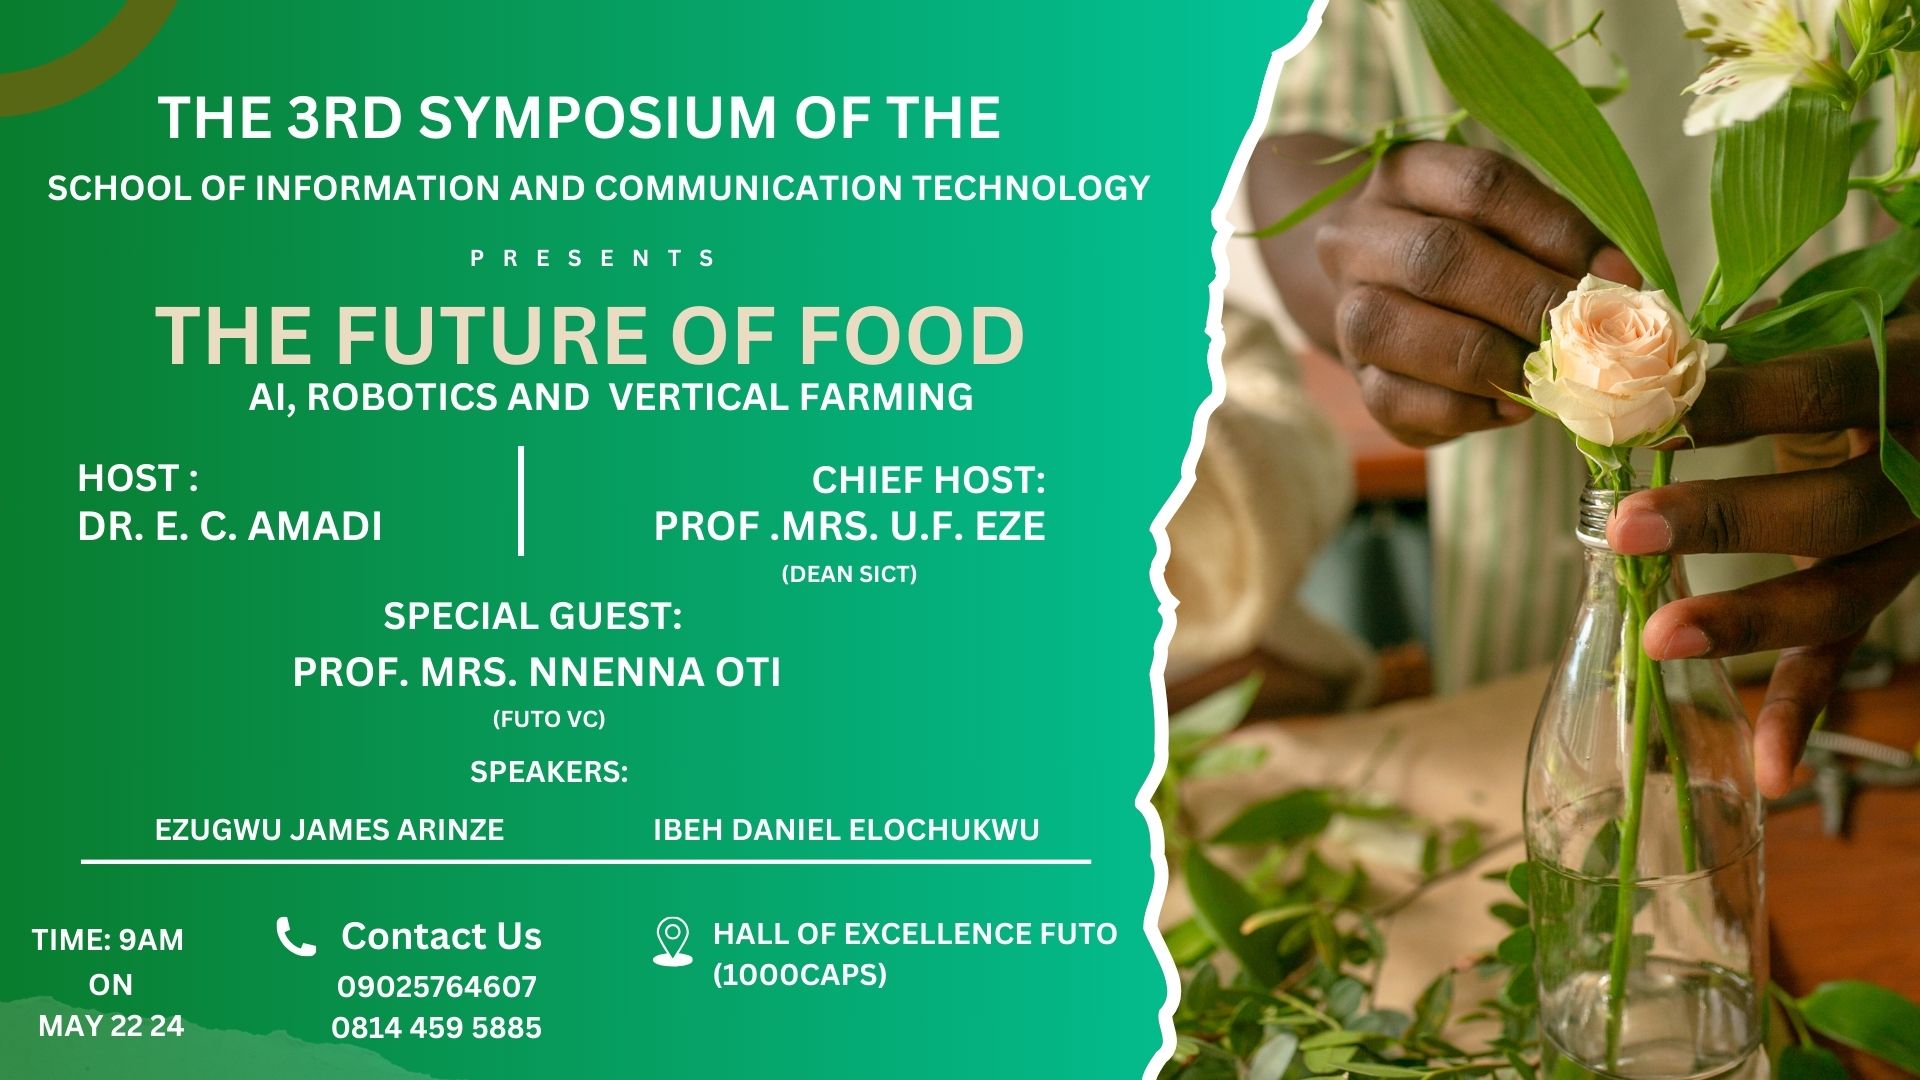 THE 3RD SYMPOSIUM OF THE
SCHOOL OF INFORMATION AND COMMUNICATION TECHNOLOGY
PRESENTS
THE FUTURE OF FOOD
AI, ROBOTICS AND VERTICAL FARMING
HOST :
DR. E. C. AMADI
CHIEF HOST:
PROF .MRS. U.F. EZE
(DEAN SICT)
SPECIAL GUEST:
PROF. MRS. NNENNA OTI
(FUTO VC)
SPEAKERS:
EZUGWU JAMES ARINZE
IBEH DANIEL ELOCHUKWU
TIME: 9AM
ON
MAY 22 24
Contact Us
09025764607
0814 459 5885
HALL OF EXCELLENCE FUTO
(1000CAPS)